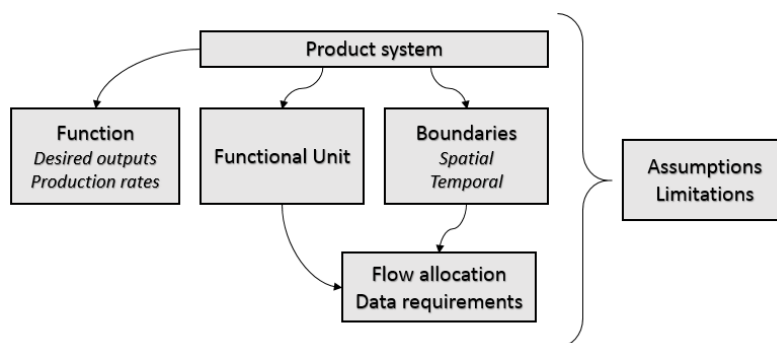 Product system
Function
Desired outputs
Production rates
Functional Unit
Boundaries
Spatial
Temporal
Assumptions
Limitations
Flow allocation
Data requirements